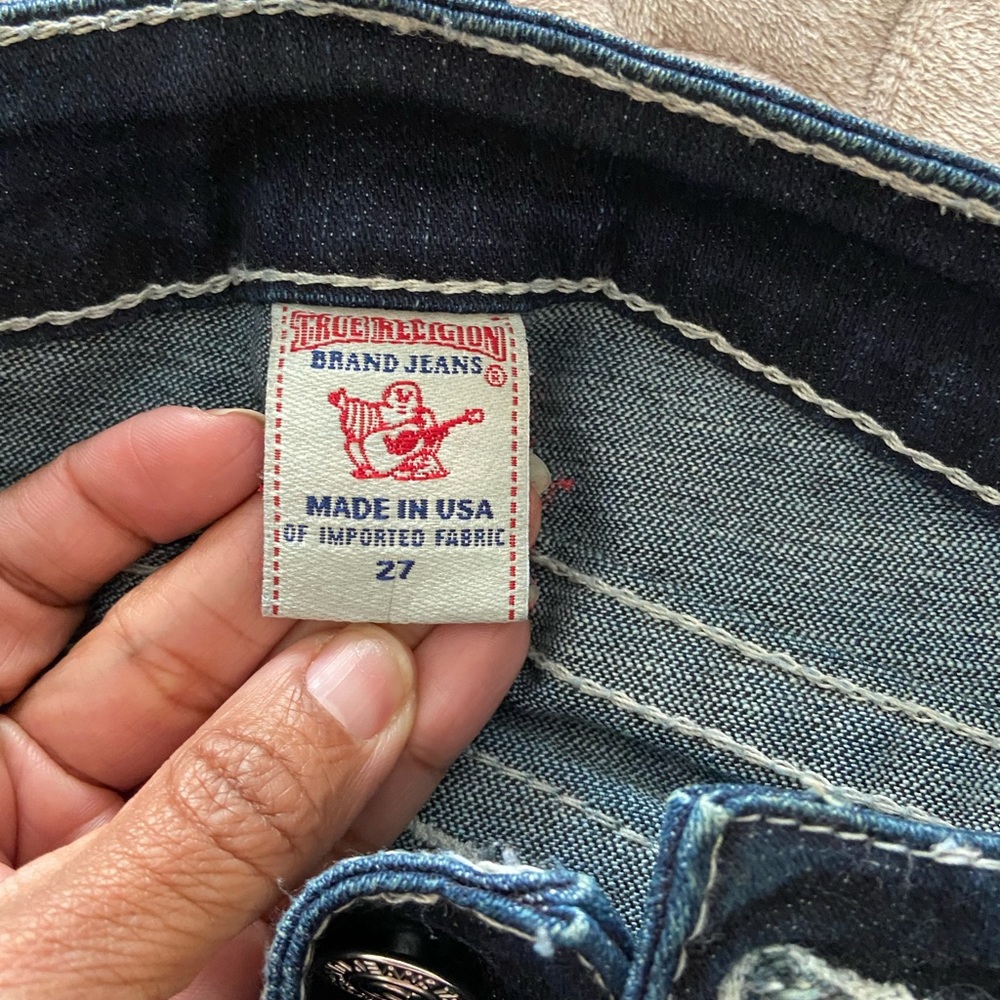 TRUE RELIGION
BRAND JEANS ®
MADE IN USA
OF IMPORTED FABRIC
27